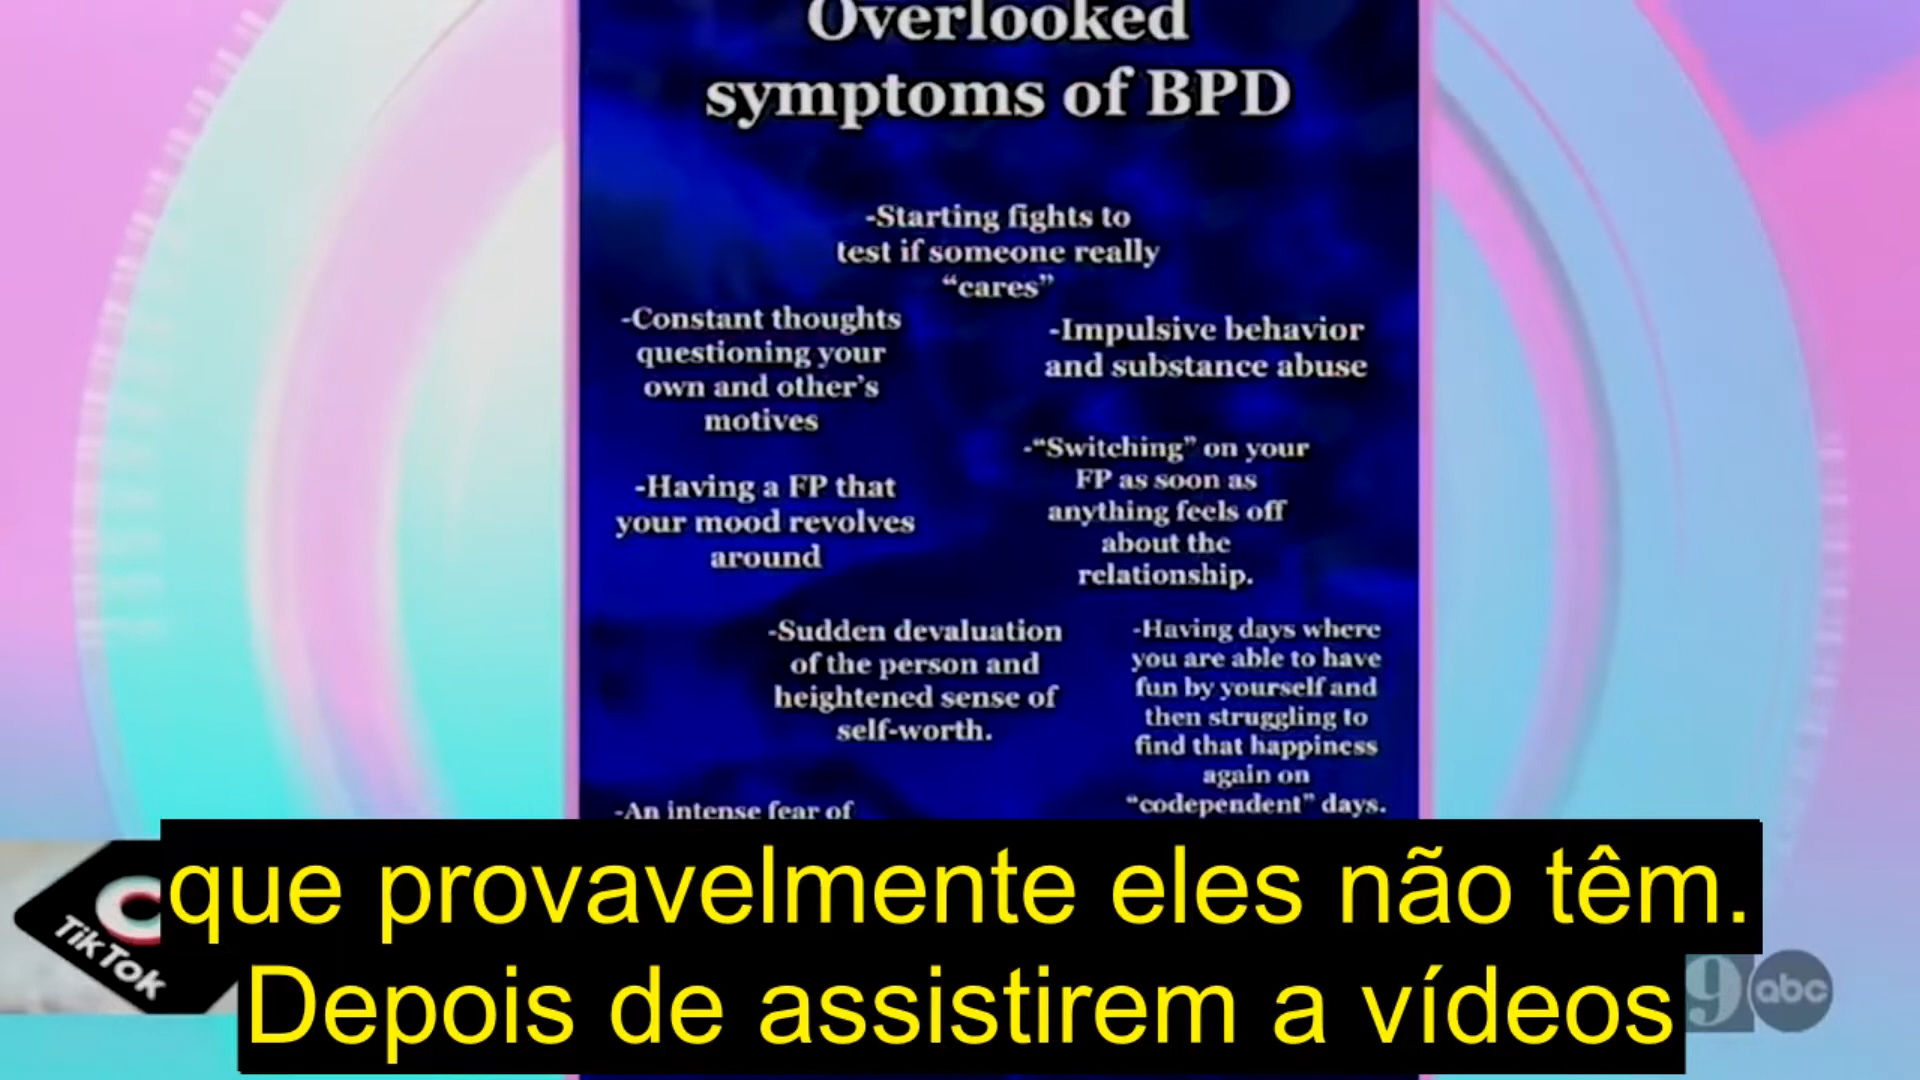 Overlooked
symptoms of BPD
-Starting fights to
test if someone really
“cares”
-Constant thoughts
questioning your
own and other’s
motives
-Impulsive behavior
and substance abuse
-Having a FP that
your mood revolves
around
-“Switching” on your
FP as soon as
anything feels off
about the
relationship.
-Sudden devaluation
of the person and
heightened sense of
self-worth.
-Having days where
you are able to have
fun by yourself and
then struggling to
find that happiness
again on
“codependent” days.
-An intense fear of
que provavelmente eles não têm.
Depois de assistirem a vídeos
TikTok
9 abc